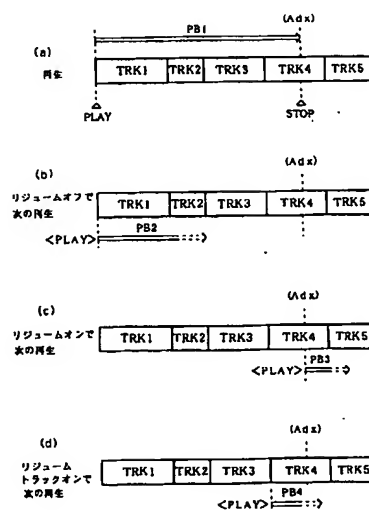 (a)
再生
PB1
(Adx)
TRK1 TRK2 TRK3 TRK4 TRK5
PLAY
STOP
(b)
リジュームオフで
次の再生
(Adx)
TRK1 TRK2 TRK3 TRK4 TRK5
<PLAY>
PB2
(c)
リジュームオンで
次の再生
(Adx)
TRK1 TRK2 TRK3 TRK4 TRK5
<PLAY>
PB3
(d)
リジューム
トラックオンで
次の再生
(Adx)
TRK1 TRK2 TRK3 TRK4 TRK5
<PLAY>
PB4